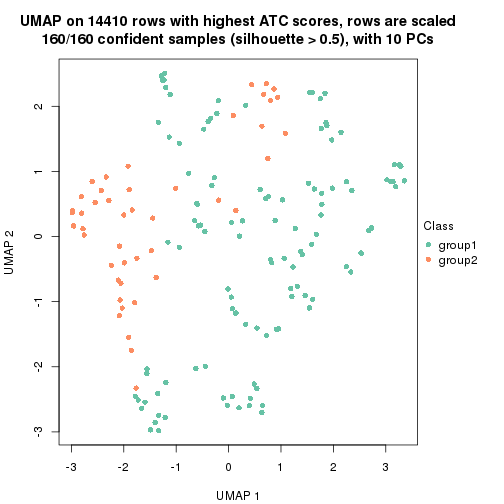 UMAP on 14410 rows with highest ATC scores, rows are scaled
160/160 confident samples (silhouette > 0.5), with 10 PCs
2
1
0
-1
-2
-3
UMAP 2
-3
-2
-1
0
1
2
3
UMAP 1
Class
group1
group2